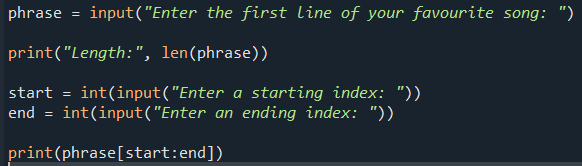 phrase = input("Enter the first line of your favourite song: ")
print("Length:", len(phrase))
start = int(input("Enter a starting index: "))
end = int(input("Enter an ending index: "))
print(phrase[start:end])